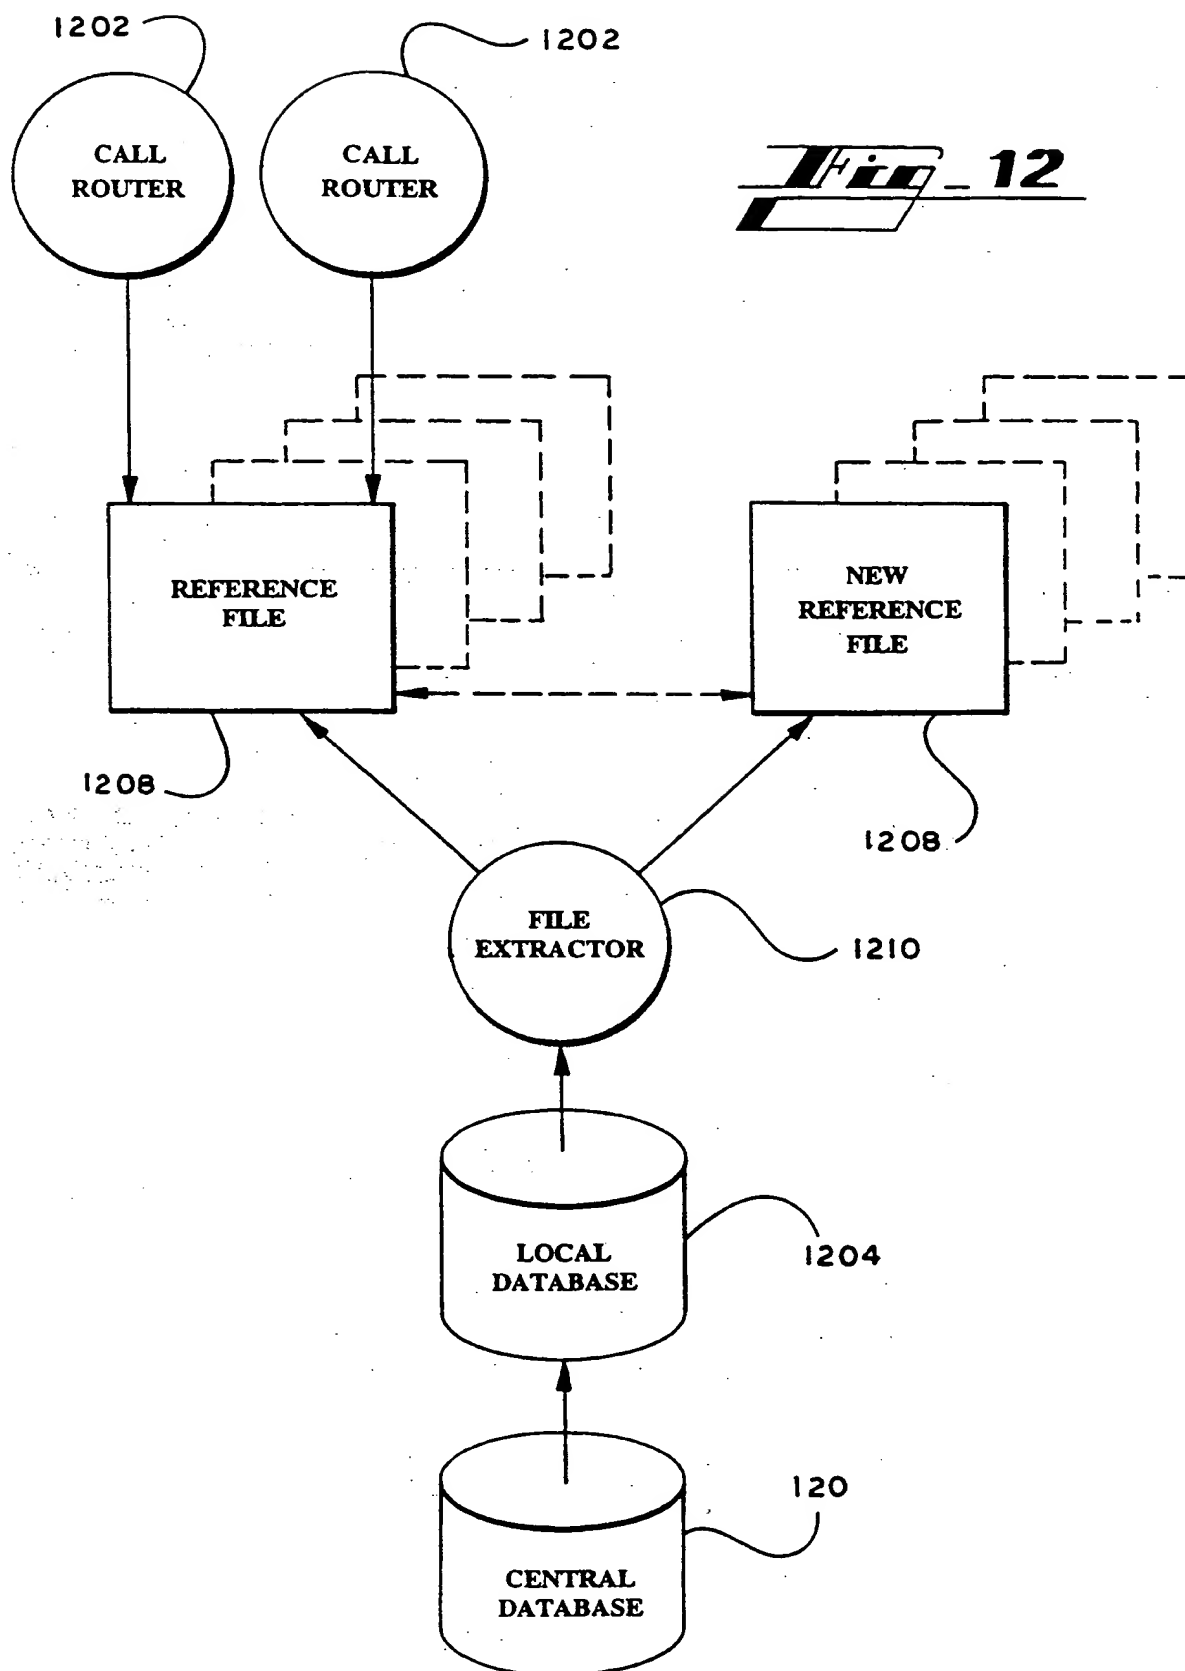 1202
1202
CALL
ROUTER
CALL
ROUTER
Fig_12
REFERENCE
FILE
NEW
REFERENCE
FILE
1208
1208
FILE
EXTRACTOR
1210
LOCAL
DATABASE
1204
120
CENTRAL
DATABASE